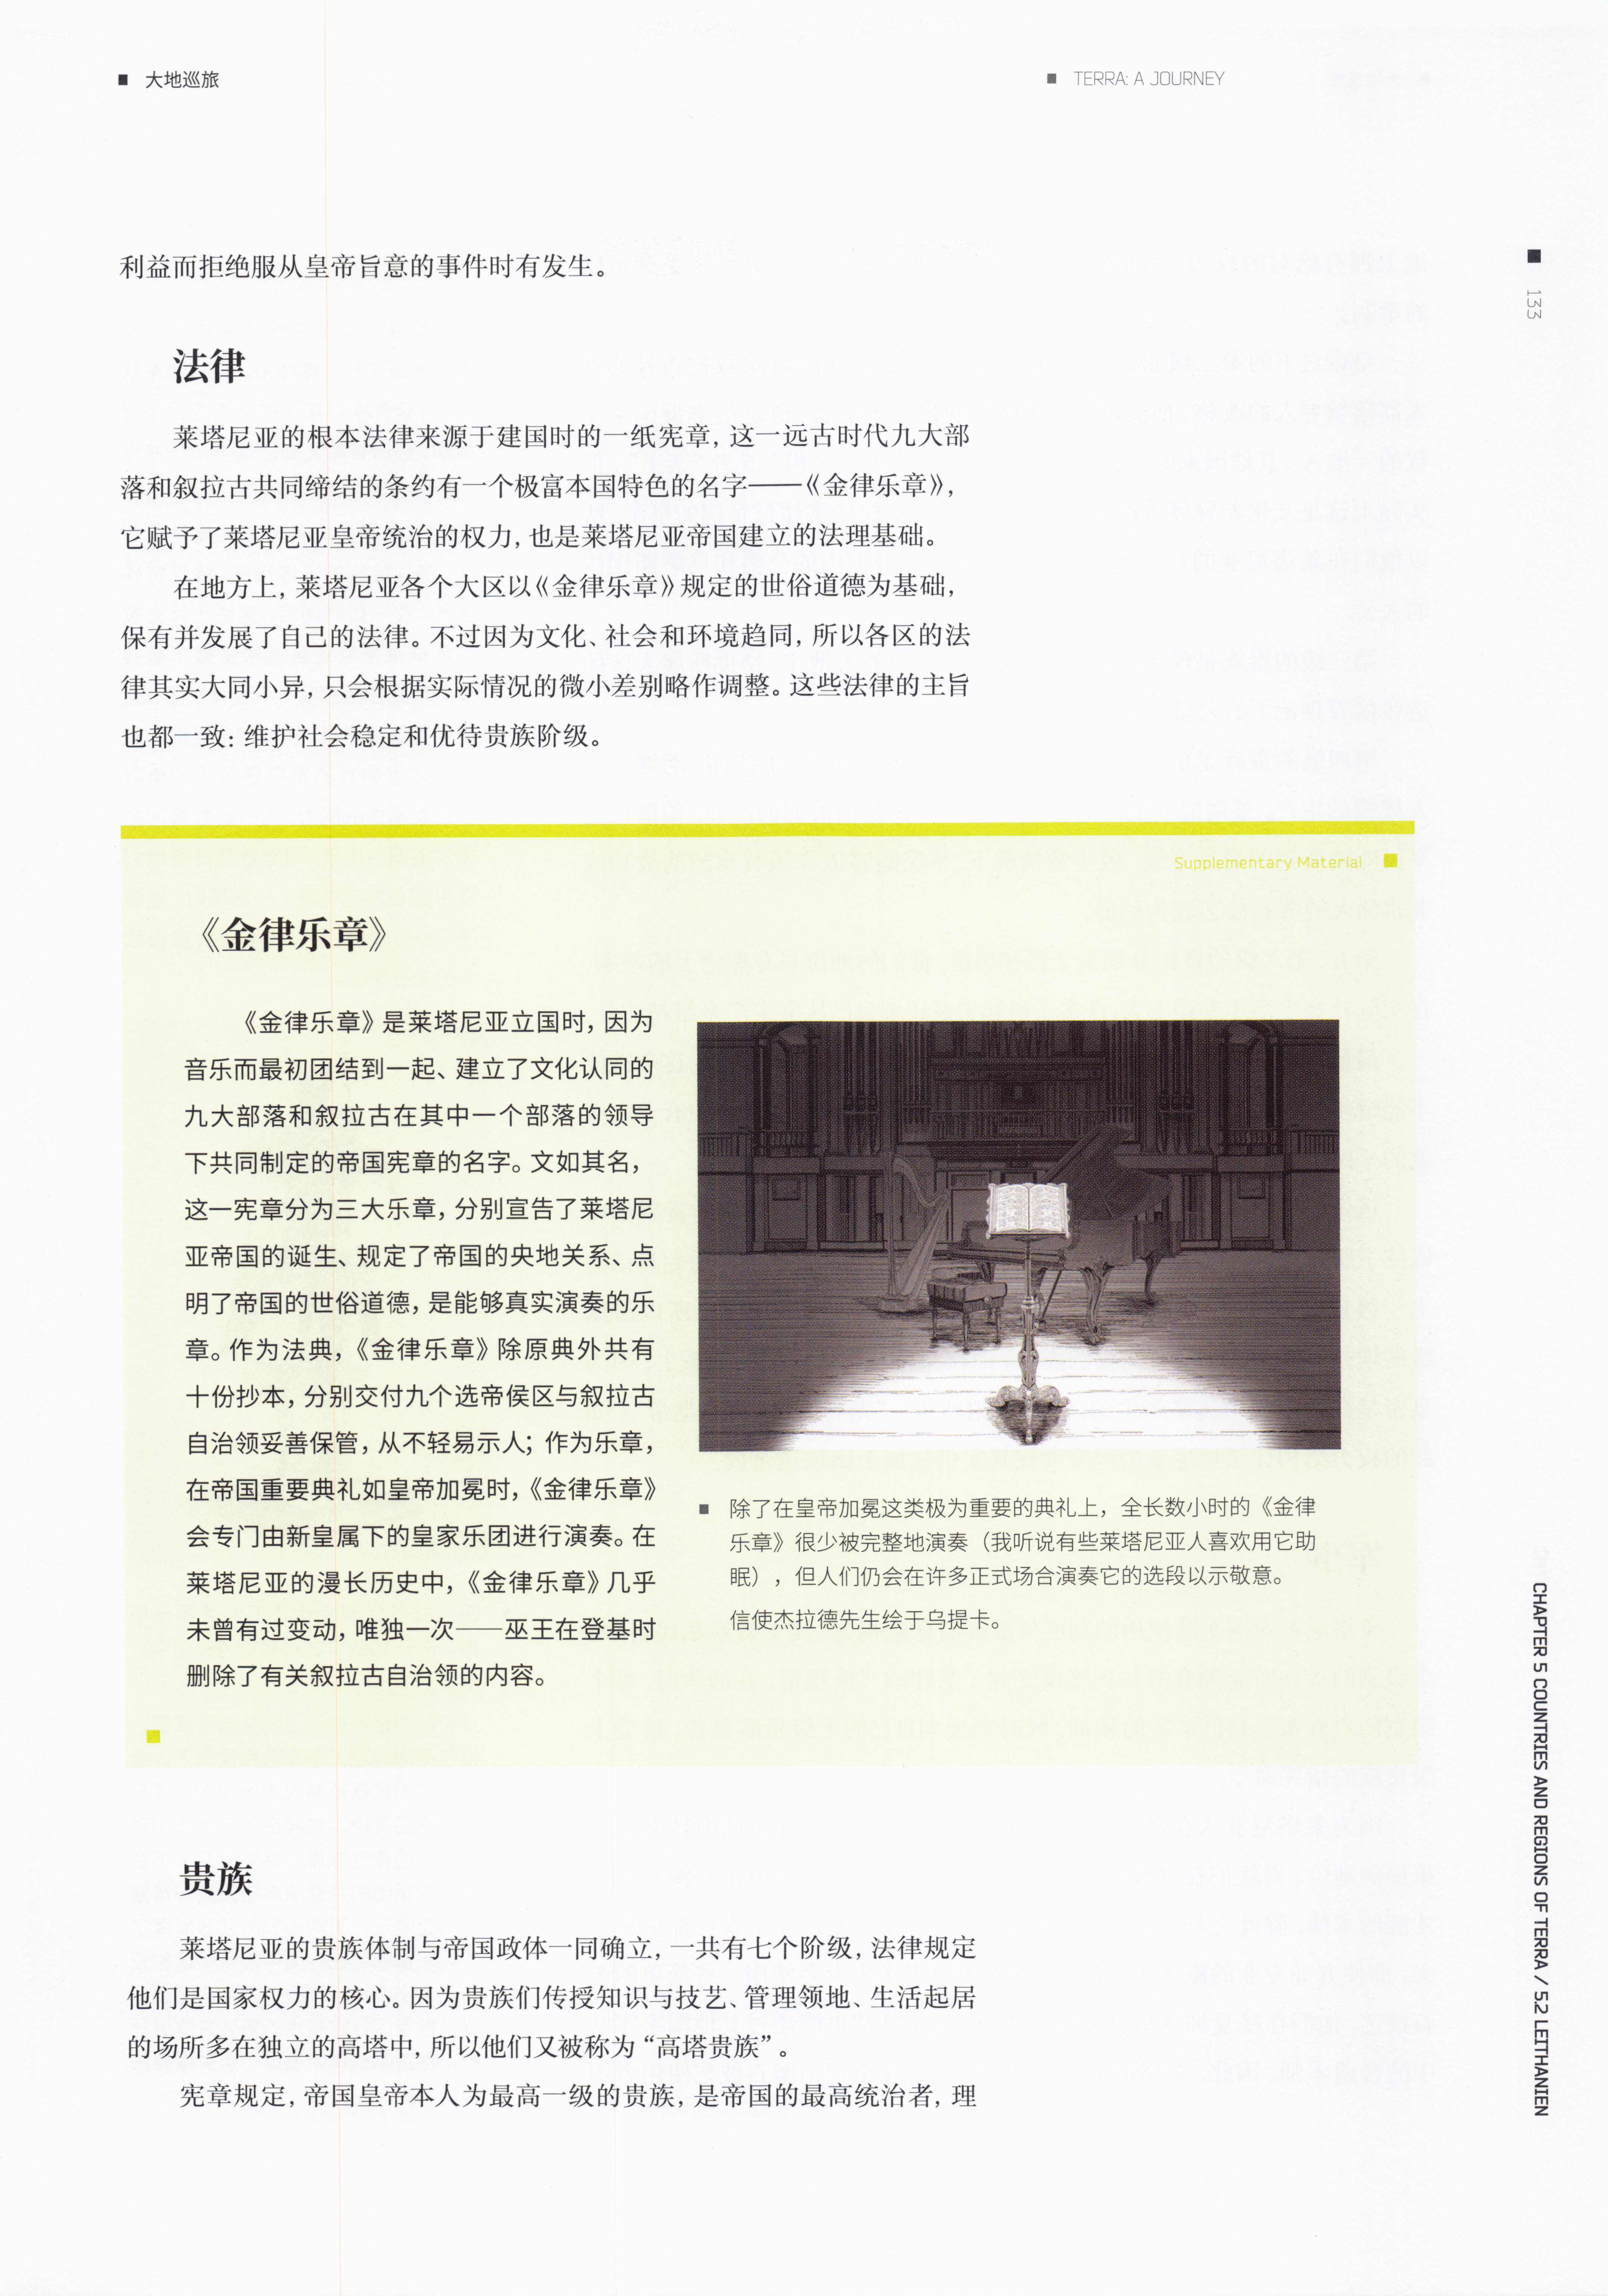 大地巡旅
TERRA: A JOURNEY
133
利益而拒绝服从皇帝旨意的事件时有发生。
法律
莱塔尼亚的根本法律来源于建国时的一纸宪章，这一远古时代九大部
落和叙拉古共同缔结的条约有一个极富本国特色的名字——《金律乐章》，
它赋予了莱塔尼亚皇帝统治的权力，也是莱塔尼亚帝国建立的法理基础。
在地方上，莱塔尼亚各个大区以《金律乐章》规定的世俗道德为基础，
保有并发展了自己的法律。不过因为文化、社会和环境趋同，所以各区的法
律其实大同小异，只会根据实际情况的微小差别略作调整。这些法律的主旨
也都一致：维护社会稳定和优待贵族阶级。
Supplementary Material
《金律乐章》
《金律乐章》是莱塔尼亚立国时，因为
音乐而最初团结到一起、建立了文化认同的
九大部落和叙拉古在其中一个部落的领导
下共同制定的帝国宪章的名字。文如其名，
这一宪章分为三大乐章，分别宣告了莱塔尼
亚帝国的诞生、规定了帝国的央地关系、点
明了帝国的世俗道德，是能够真实演奏的乐
章。作为法典，《金律乐章》除原典外共有
十份抄本，分别交付九个选帝侯区与叙拉古
自治领妥善保管，从不轻易示人；作为乐章，
在帝国重要典礼如皇帝加冕时，《金律乐章》
会专门由新皇属下的皇家乐团进行演奏。在
莱塔尼亚的漫长历史中，《金律乐章》几乎
未曾有过变动，唯独一次——巫王在登基时
删除了有关叙拉古自治领的内容。
除了在皇帝加冕这类极为重要的典礼上，全长数小时的《金律
乐章》很少被完整地演奏（我听说有些莱塔尼亚人喜欢用它助
眠），但人们仍会在许多正式场合演奏它的选段以示敬意。
信使杰拉德先生绘于乌提卡。
贵族
莱塔尼亚的贵族体制与帝国政体一同确立，一共有七个阶级，法律规定
他们是国家权力的核心。因为贵族们传授知识与技艺、管理领地、生活起居
的场所多在独立的高塔中，所以他们又被称为“高塔贵族”。
宪章规定，帝国皇帝本人为最高一级的贵族，是帝国的最高统治者，理
CHAPTER 5 COUNTRIES AND REGIONS OF TERRA / 52 LEITHANIEN